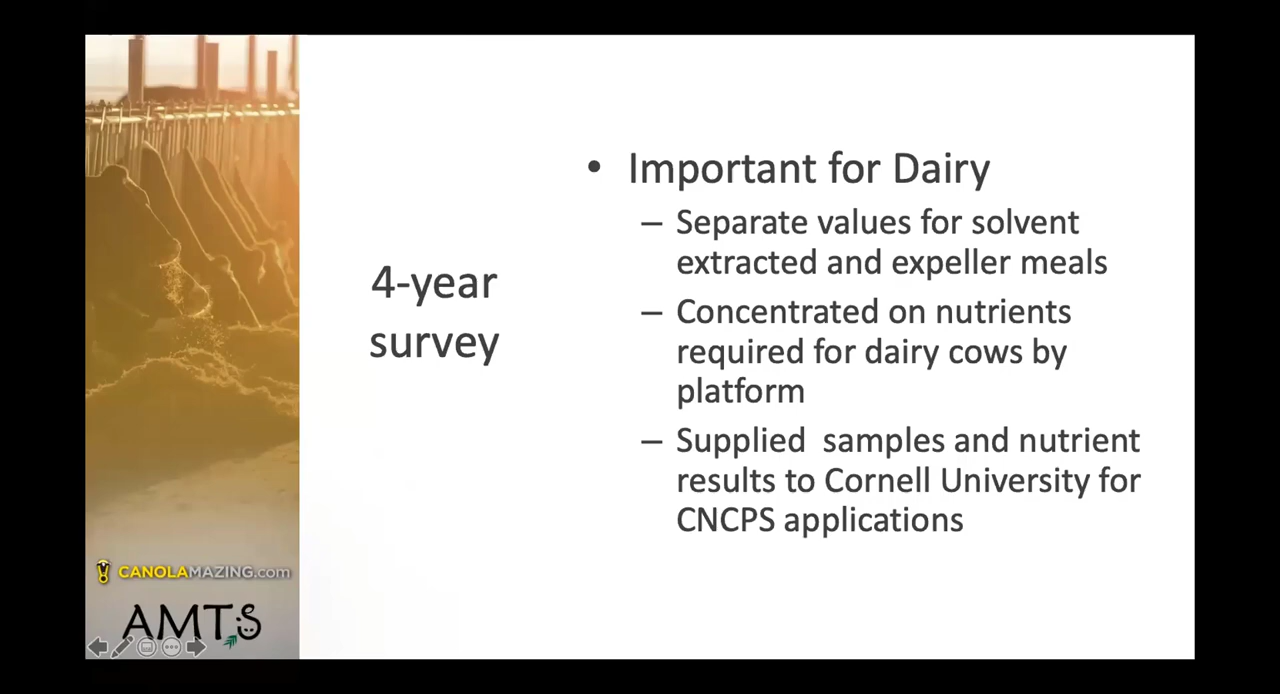 4-year
survey
• Important for Dairy
– Separate values for solvent
extracted and expeller meals
– Concentrated on nutrients
required for dairy cows by
platform
– Supplied  samples and nutrient
results to Cornell University for
CNCPS applications
CANOLAMAZING.com
AMTS